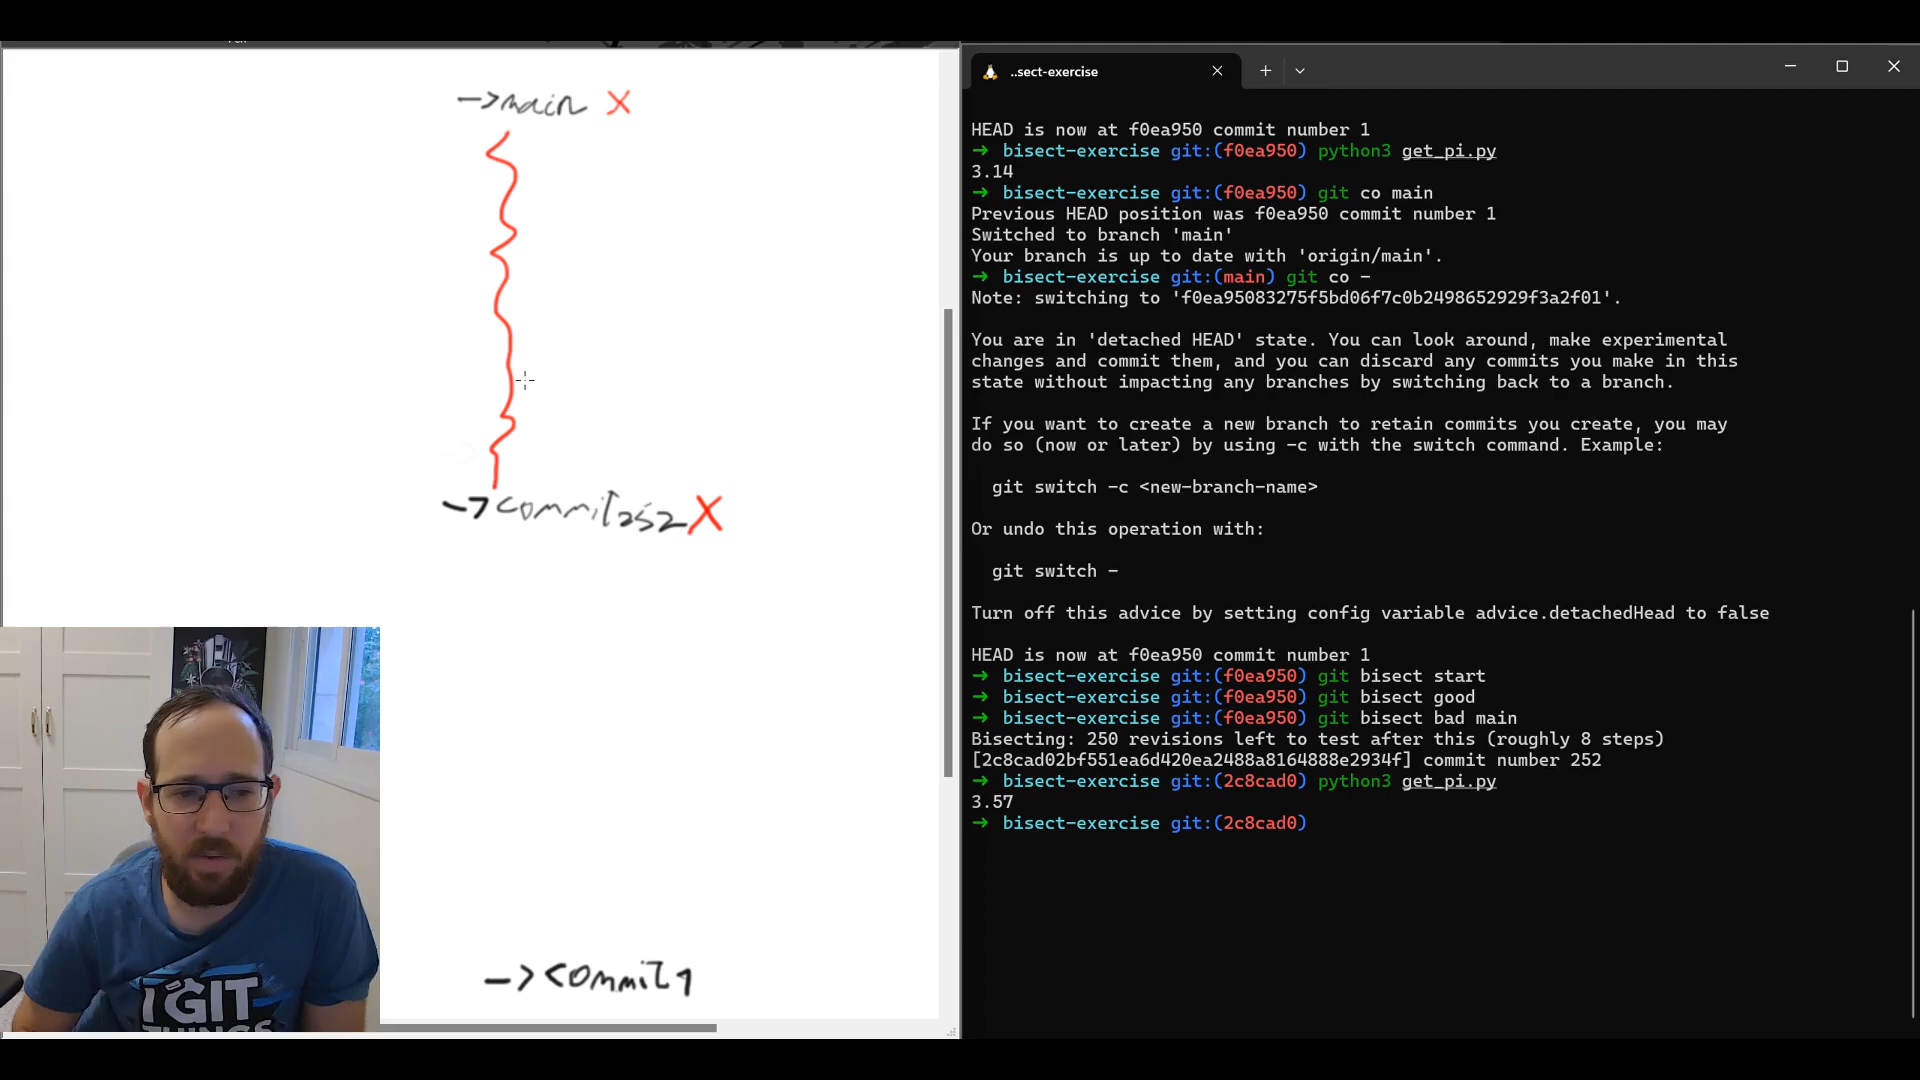 ->main X
->commit252 X
->commit1
I GIT
THINGS
..sect-exercise
HEAD is now at f0ea950 commit number 1
→ bisect-exercise git:(f0ea950) python3 get_pi.py
3.14
→ bisect-exercise git:(f0ea950) git co main
Previous HEAD position was f0ea950 commit number 1
Switched to branch 'main'
Your branch is up to date with 'origin/main'.
→ bisect-exercise git:(main) git co -
Note: switching to 'f0ea95083275f5bd06f7c0b2498652929f3a2f01'.
You are in 'detached HEAD' state. You can look around, make experimental
changes and commit them, and you can discard any commits you make in this
state without impacting any branches by switching back to a branch.
If you want to create a new branch to retain commits you create, you may
do so (now or later) by using -c with the switch command. Example:
git switch -c <new-branch-name>
Or undo this operation with:
git switch -
Turn off this advice by setting config variable advice.detachedHead to false
HEAD is now at f0ea950 commit number 1
→ bisect-exercise git:(f0ea950) git bisect start
→ bisect-exercise git:(f0ea950) git bisect good
→ bisect-exercise git:(f0ea950) git bisect bad main
Bisecting: 250 revisions left to test after this (roughly 8 steps)
[2c8cad02bf551ea6d420ea2488a8164888e2934f] commit number 252
→ bisect-exercise git:(2c8cad0) python3 get_pi.py
3.57
→ bisect-exercise git:(2c8cad0)